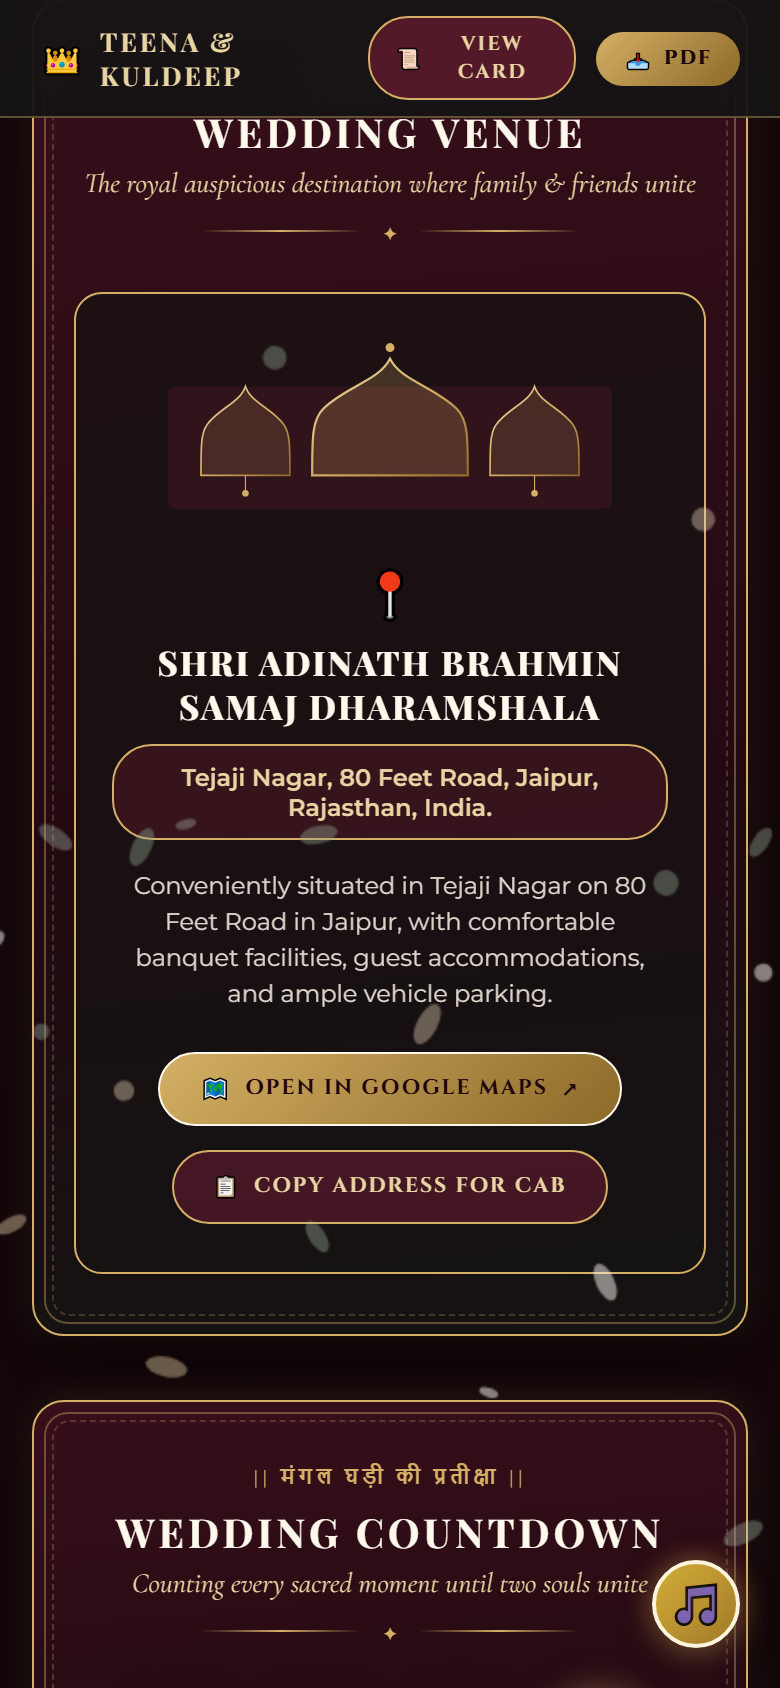 TEENA &
KULDEEP
VIEW
CARD
PDF
WEDDING VENUE
The royal auspicious destination where family & friends unite
SHRI ADINATH BRAHMIN
SAMAJ DHARAMSHALA
Tejaji Nagar, 80 Feet Road, Jaipur,
Rajasthan, India.
Conveniently situated in Tejaji Nagar on 80
Feet Road in Jaipur, with comfortable
banquet facilities, guest accommodations,
and ample vehicle parking.
OPEN IN GOOGLE MAPS ↗
COPY ADDRESS FOR CAB
|| मंगल घड़ी की प्रतीक्षा ||
WEDDING COUNTDOWN
Counting every sacred moment until two souls unite